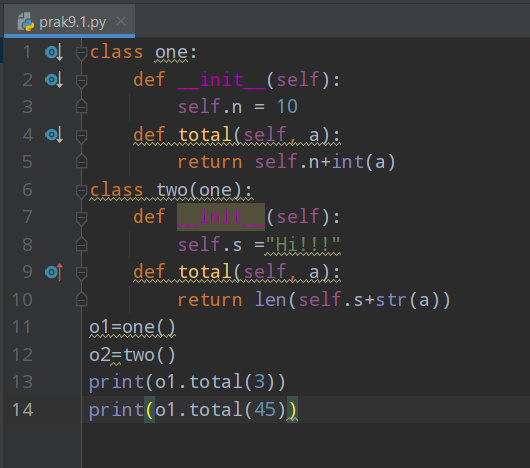 prak9.1.py
1 class one:
2     def __init__(self):
3         self.n = 10
4     def total(self, a):
5         return self.n+int(a)
6 class two(one):
7     def __init__(self):
8         self.s ="Hi!!!"
9     def total(self, a):
10         return len(self.s+str(a))
11 o1=one()
12 o2=two()
13 print(o1.total(3))
14 print(o1.total(45))